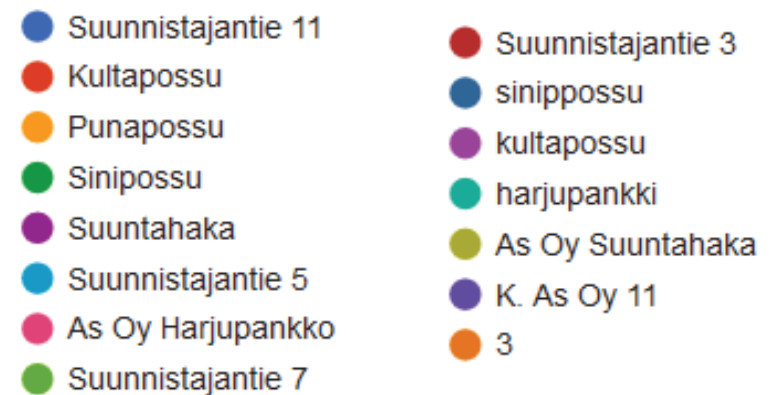 Suunnistajantie 11
Kultapossu
Punapossu
Sinipossu
Suuntahaka
Suunnistajantie 5
As Oy Harjupankko
Suunnistajantie 7
Suunnistajantie 3
sinippossu
kultapossu
harjupankki
As Oy Suuntahaka
K. As Oy 11
3